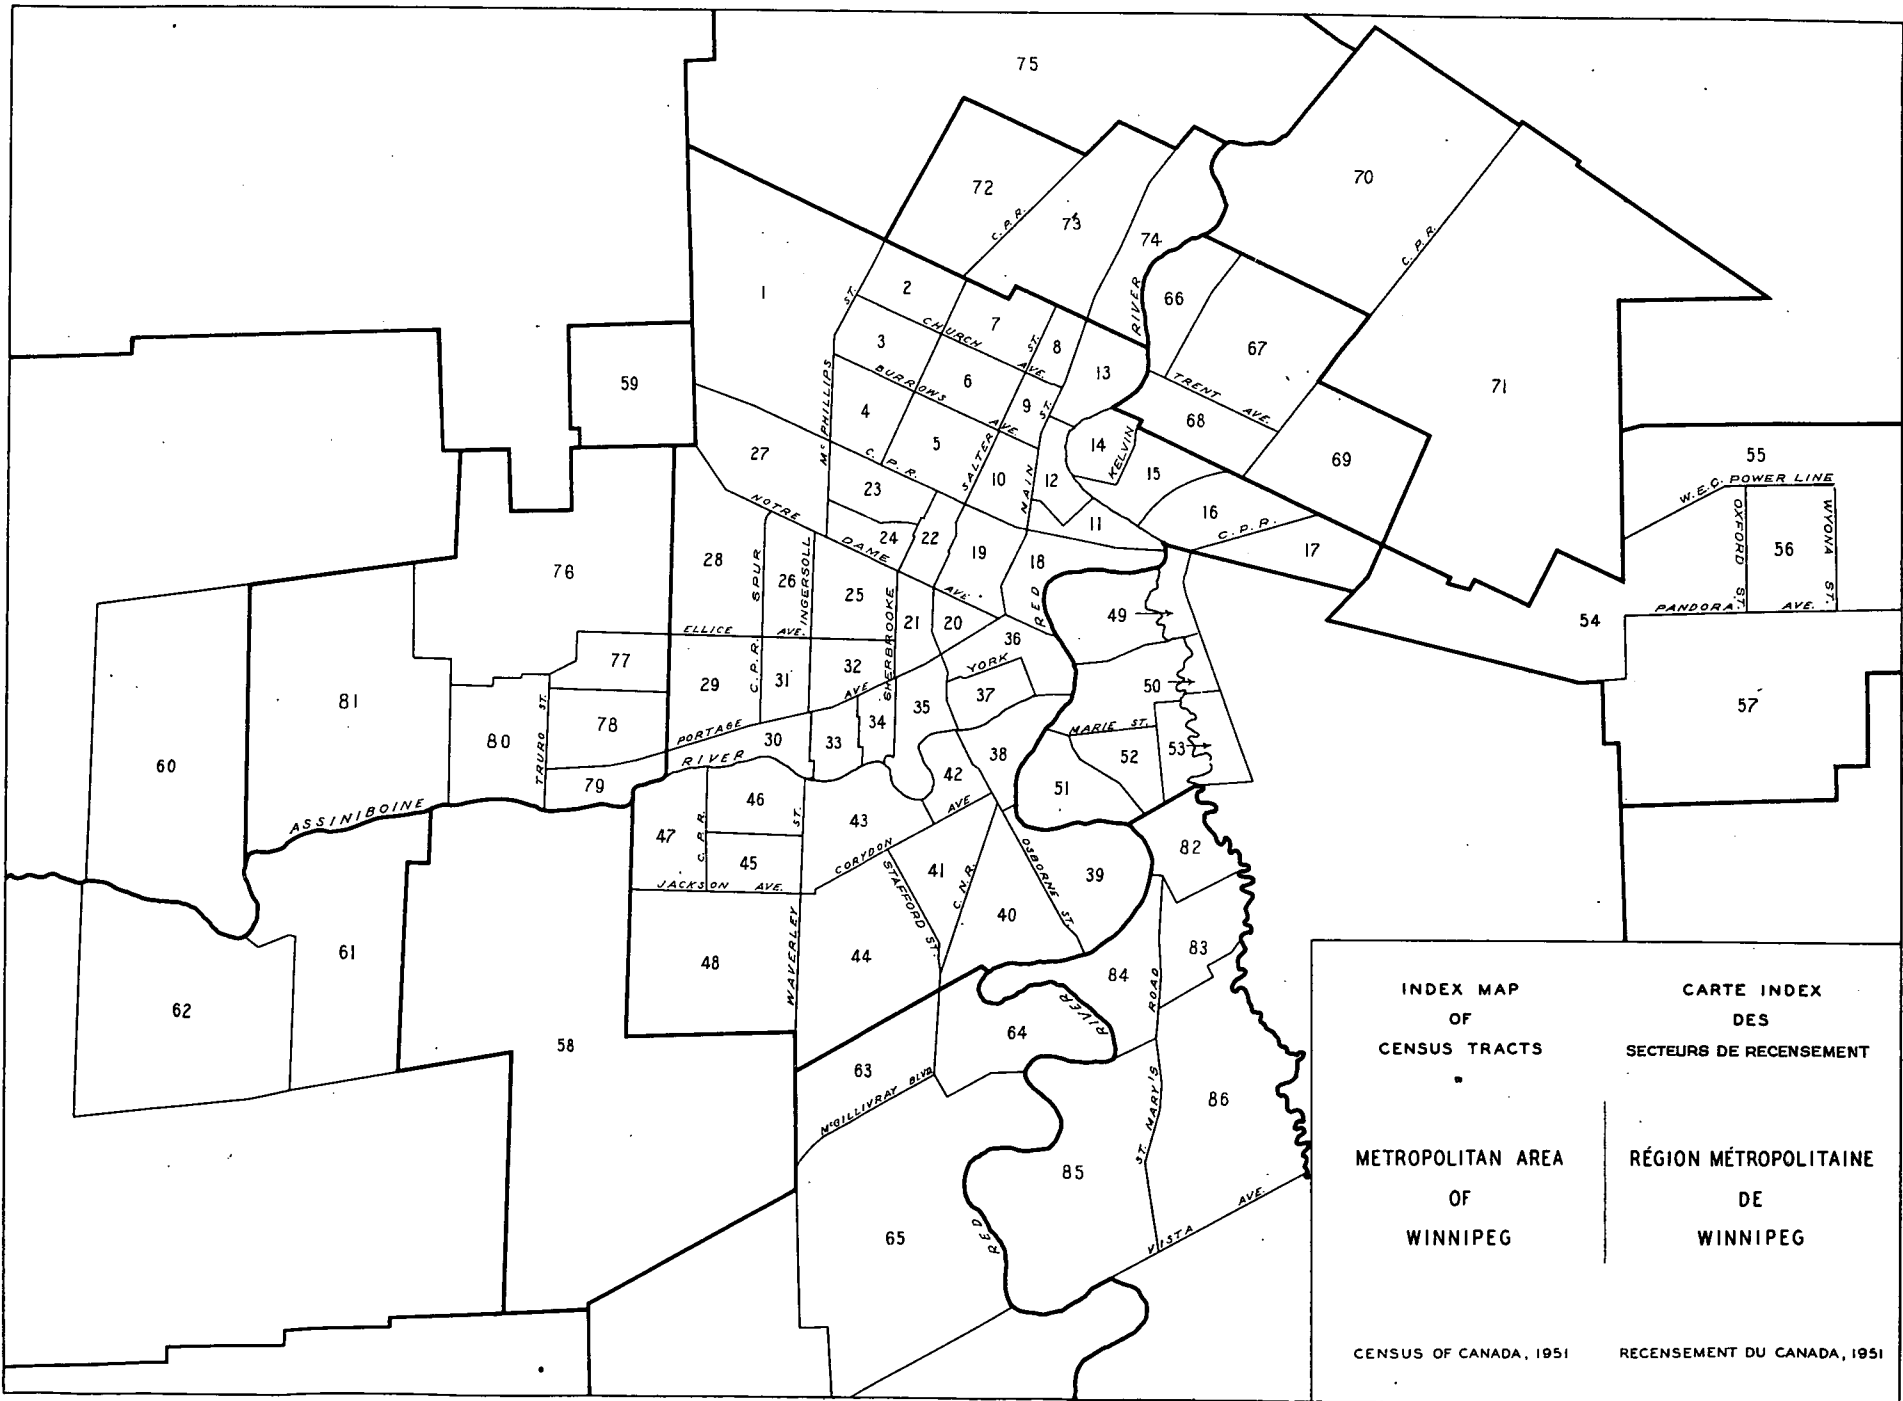 75
70
72
C. P. R.
73
74
C. P. R.
RIVER
1
ST.
2
66
7
CHURCH AVE.
ST.
8
67
3
13
59
BURROWS AVE.
6
TRENT AVE.
71
9
ST.
Mc PHILLIPS
4
68
14
KELVIN
5
C. P. R.
SALTER
27
69
55
15
W.E.C. POWER LINE
10
MAIN
12
23
OXFORD ST.
WYONA ST.
16
C. P. R.
11
NOTRE DAME AVE
24
22
19
18
17
56
28
SPUR
26
INGERSOLL
76
25
RED
SHERBROOKE
21
20
49
PANDORA AVE.
54
ELLICE AVE.
36
77
32
YORK
C. P. R.
29
31
37
50
81
TRURO ST.
PORTAGE AVE
35
57
78
34
MARIE ST.
80
33
30
53
60
RIVER
38
52
79
42
51
46
ASSINIBOINE
ST.
43
AVE
47
C. P. R.
CORYDON
OSBORNE ST.
82
45
STAFFORD ST.
41
C. N. R.
39
JACKSON AVE.
40
61
WAVERLEY
83
48
44
84
ROAD
62
RIVER
64
58
63
McGILLIVRAY BLVD
ST. MARY'S
86
85
VISTA AVE.
RED
65
INDEX MAP
OF
CENSUS TRACTS
METROPOLITAN AREA
OF
WINNIPEG
CENSUS OF CANADA, 1951
CARTE INDEX
DES
SECTEURS DE RECENSEMENT
RÉGION MÉTROPOLITAINE
DE
WINNIPEG
RECENSEMENT DU CANADA, 1951